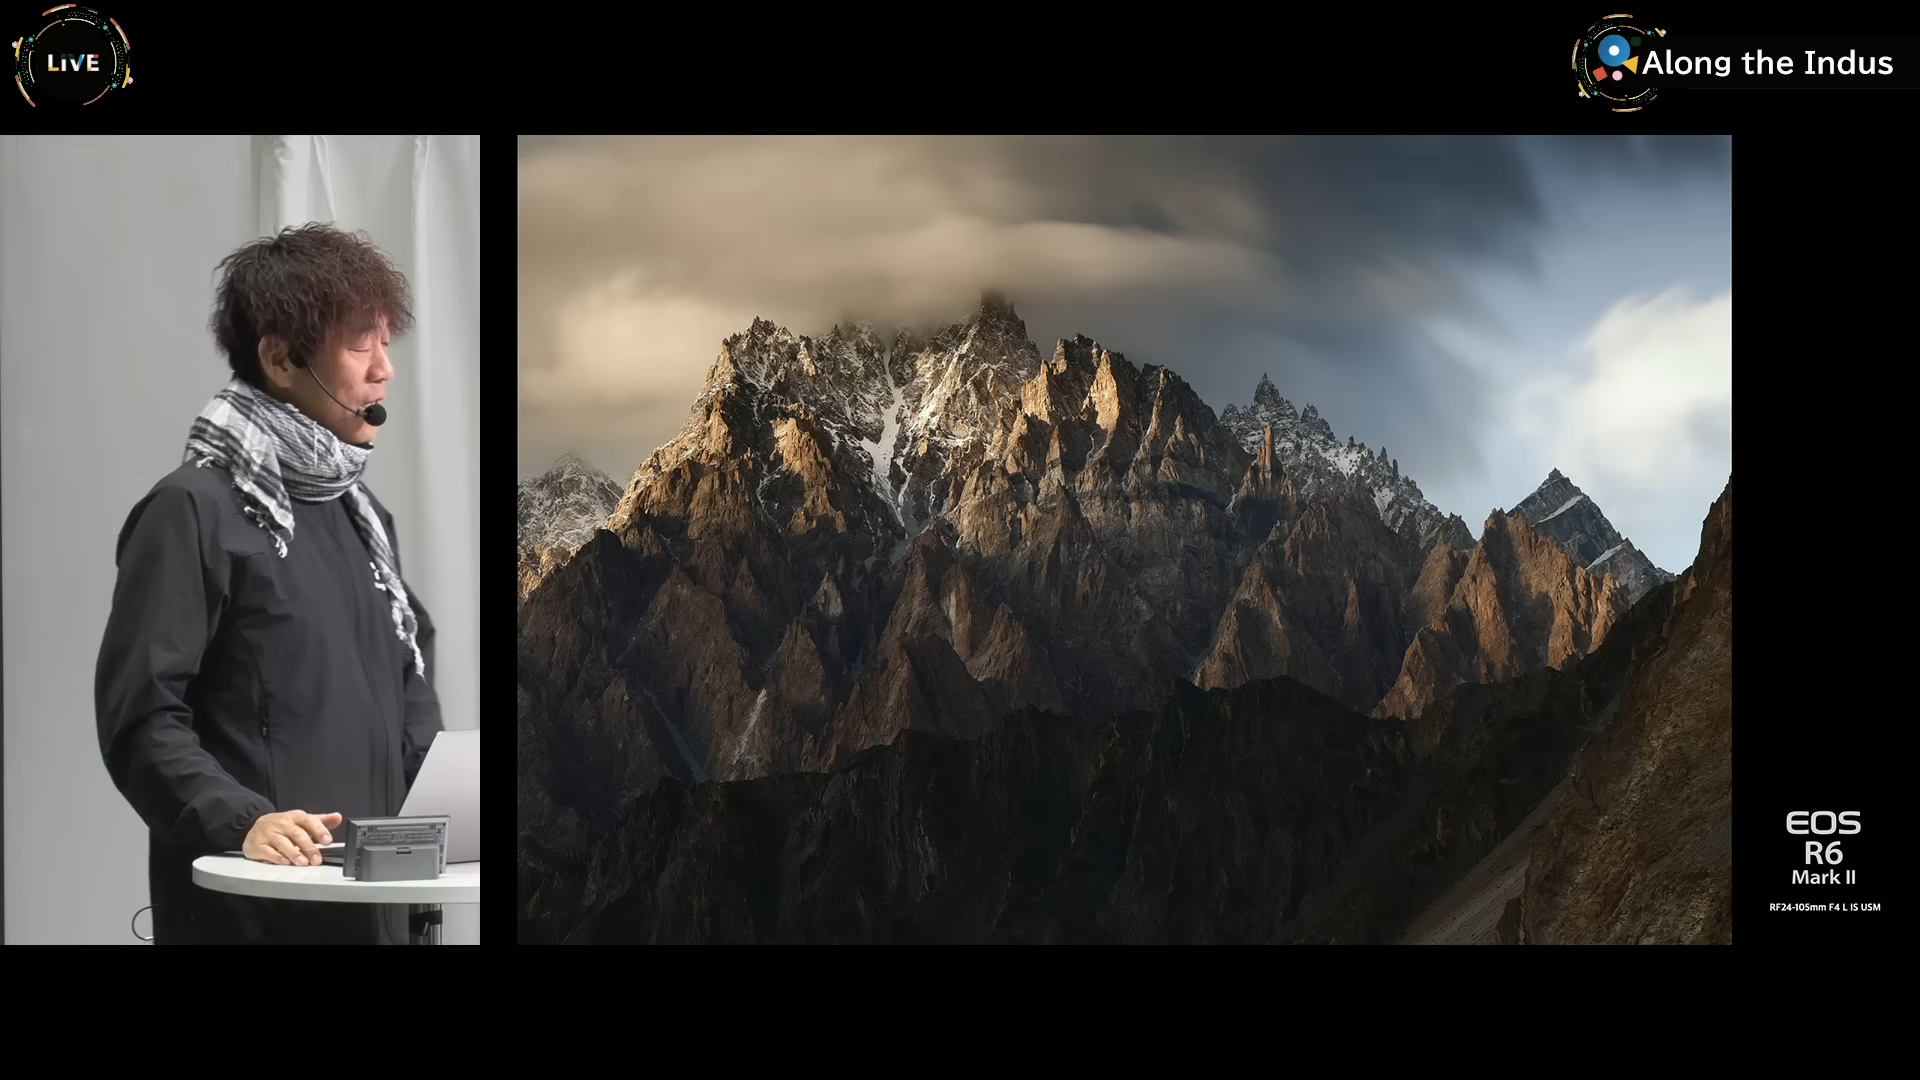 LiVE
Along the Indus
EOS
R6
Mark II
RF24-105mm F4 L IS USM